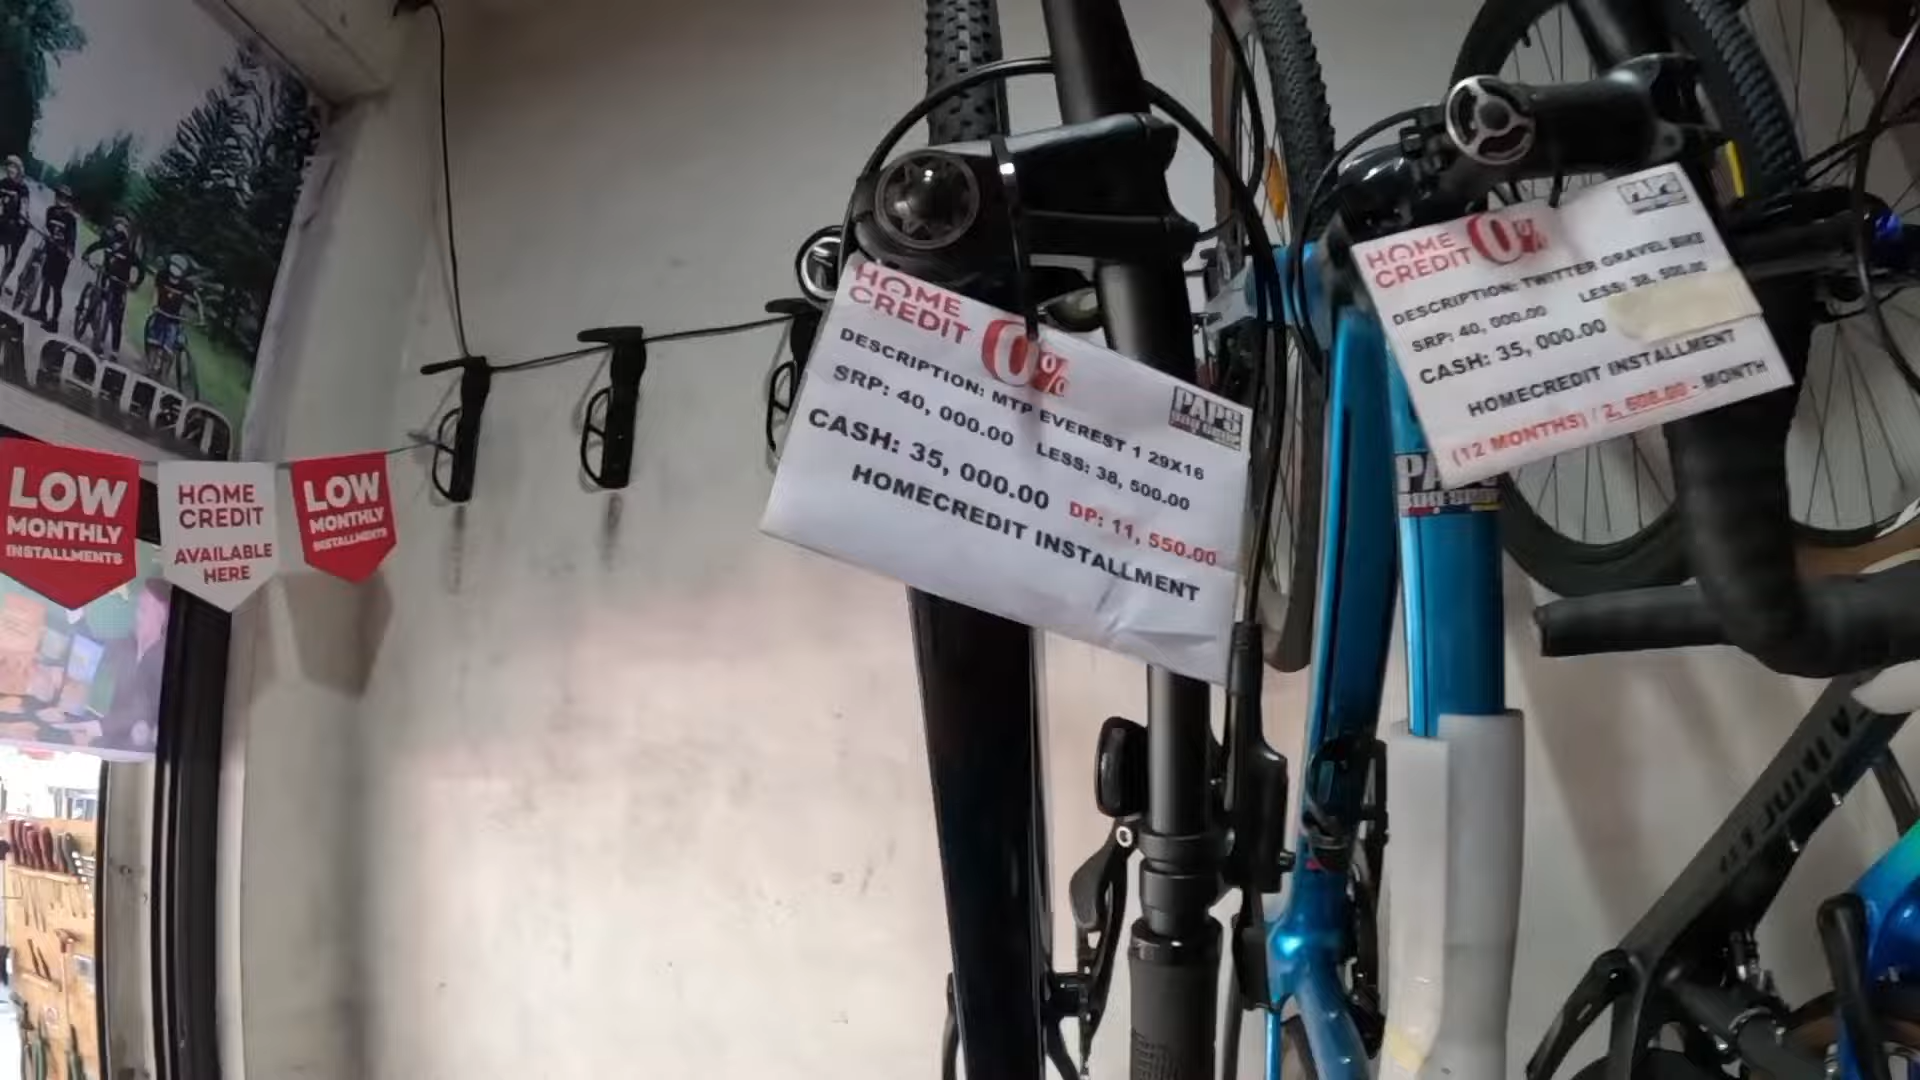 LOW
MONTHLY
INSTALLMENTS
HOME
CREDIT
AVAILABLE
HERE
LOW
MONTHLY
INSTALLMENTS
HOME
CREDIT 0%
DESCRIPTION: MTP EVEREST 1 29X16
SRP: 40, 000.00 LESS: 38, 500.00
CASH: 35, 000.00 DP: 11, 550.00
HOMECREDIT INSTALLMENT
PAPS
HOME
CREDIT 0%
DESCRIPTION: TWITTER GRAVEL BIKE
SRP: 40, 000.00 LESS: 38, 500.00
CASH: 35, 000.00
HOMECREDIT INSTALLMENT
(12 MONTHS) / 2, 608.00 - MONTH
PAPS